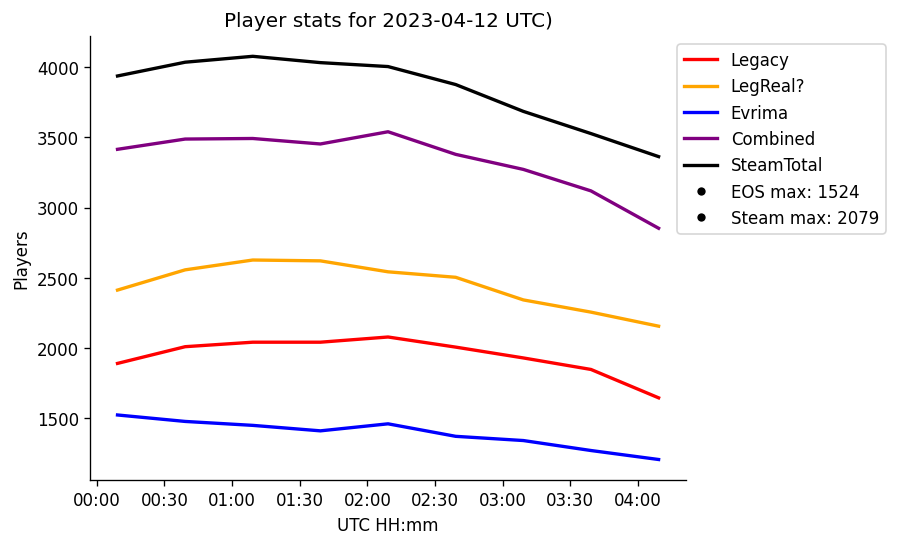 Player stats for 2023-04-12 UTC)
Players
4000
3500
3000
2500
2000
1500
00:00 00:30 01:00 01:30 02:00 02:30 03:00 03:30 04:00
UTC HH:mm
Legacy
LegReal?
Evrima
Combined
SteamTotal
EOS max: 1524
Steam max: 2079